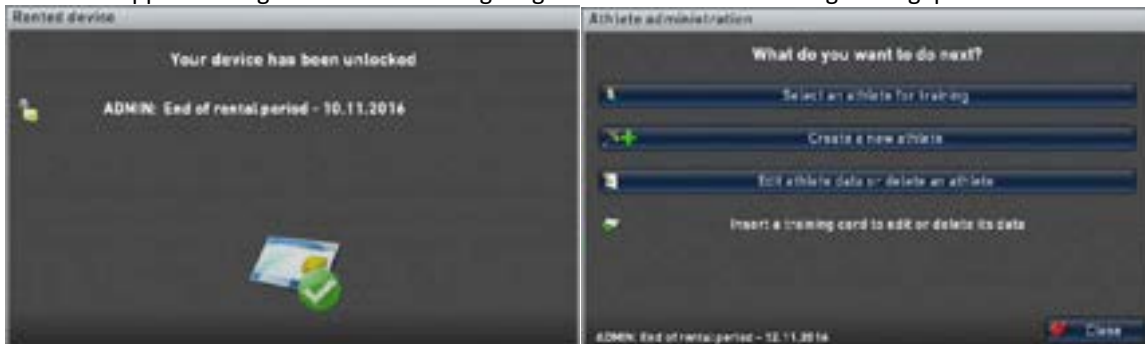 Rented device
Your device has been unlocked
ADMIN: End of rental period - 10.11.2016
Athlete administration
What do you want to do next?
Select an athlete for training
Create a new athlete
Edit athlete data or delete an athlete
Insert a training card to edit or delete its data
ADMIN: End of rental period - 12.11.2016
Close